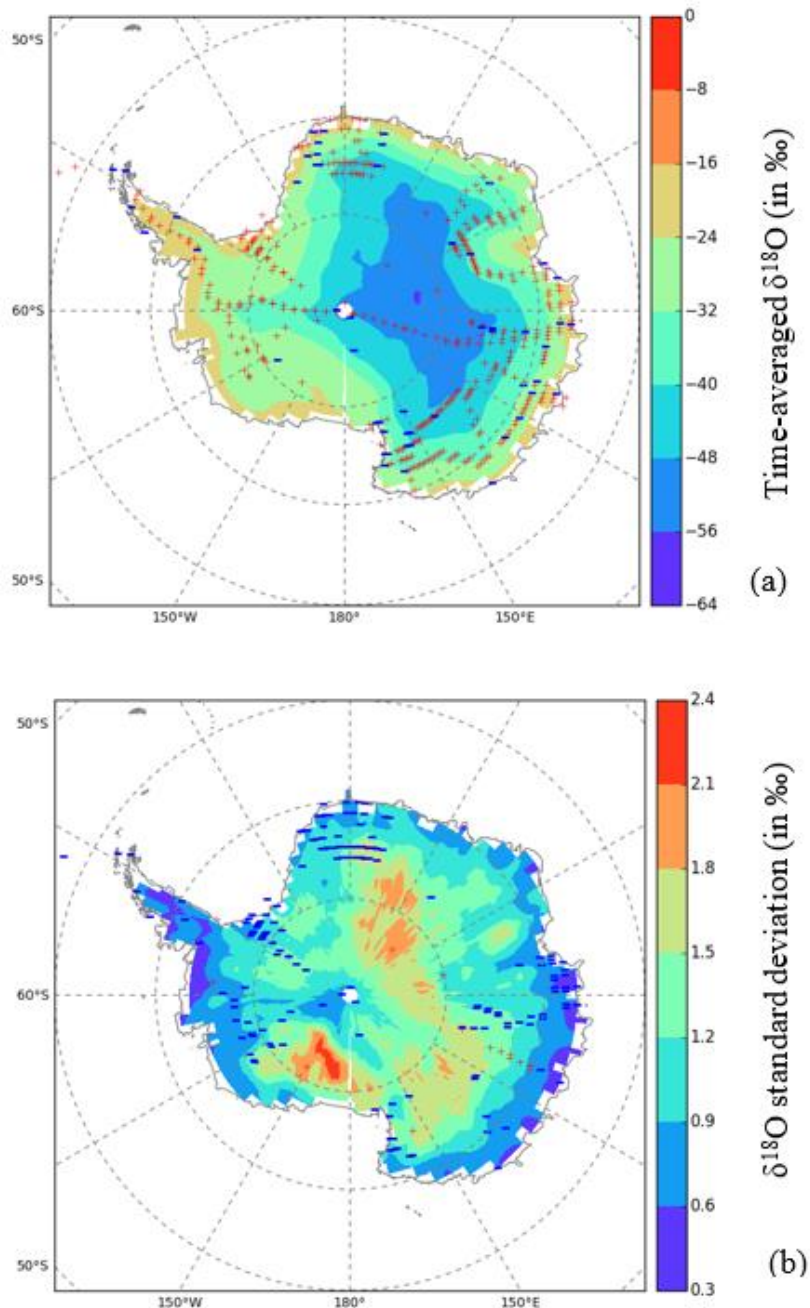 50°S
60°S
50°S
150°W
180°
150°E
0
−8
−16
−24
−32
−40
−48
−56
−64
Time-averaged δ¹⁸O (in ‰)
(a)
50°S
60°S
50°S
150°W
180°
150°E
2.4
2.1
1.8
1.5
1.2
0.9
0.6
0.3
δ¹⁸O standard deviation (in ‰)
(b)